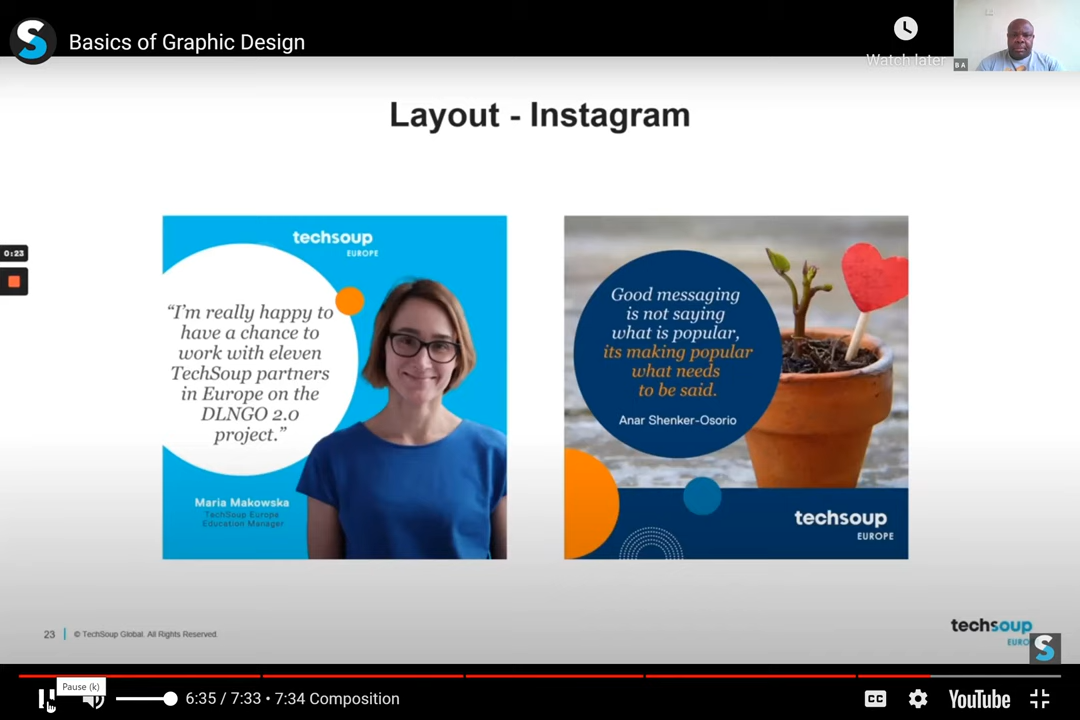 Basics of Graphic Design
Watch later
B A
Layout - Instagram
0:23
techsoup
EUROPE
“I’m really happy to
have a chance to
work with eleven
TechSoup partners
in Europe on the
DLNGO 2.0
project.”
Maria Makowska
TechSoup Europe
Education Manager
Good messaging
is not saying
what is popular,
its making popular
what needs
to be said.
Anar Shenker-Osorio
techsoup
EUROPE
23
© TechSoup Global. All Rights Reserved.
techsoup
Pause (k)
6:35 / 7:33 • 7:34 Composition
CC
YouTube